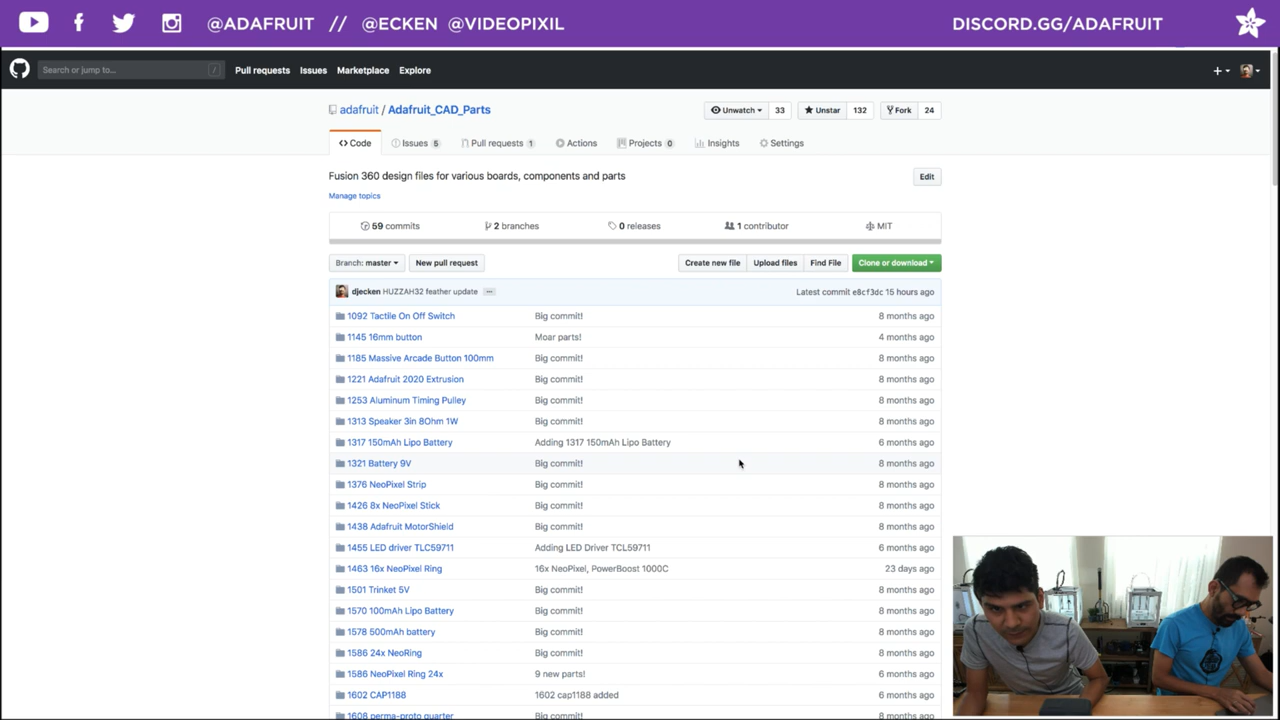 @ADAFRUIT // @ECKEN @VIDEOPIXIL DISCORD.GG/ADAFRUIT
Search or jump to... / Pull requests Issues Marketplace Explore
adafruit / Adafruit_CAD_Parts Unwatch 33 Unstar 132 Fork 24
Code Issues 5 Pull requests 1 Actions Projects 0 Insights Settings
Fusion 360 design files for various boards, components and parts Edit
Manage topics
59 commits 2 branches 0 releases 1 contributor MIT
Branch: master New pull request Create new file Upload files Find File Clone or download
djecken HUZZAH32 feather update Latest commit e8cf3dc 15 hours ago
1092 Tactile On Off Switch Big commit! 8 months ago
1145 16mm button Moar parts! 4 months ago
1185 Massive Arcade Button 100mm Big commit! 8 months ago
1221 Adafruit 2020 Extrusion Big commit! 8 months ago
1253 Aluminum Timing Pulley Big commit! 8 months ago
1313 Speaker 3in 8Ohm 1W Big commit! 8 months ago
1317 150mAh Lipo Battery Adding 1317 150mAh Lipo Battery 6 months ago
1321 Battery 9V Big commit! 8 months ago
1376 NeoPixel Strip Big commit! 8 months ago
1426 8x NeoPixel Stick Big commit! 8 months ago
1438 Adafruit MotorShield Big commit! 8 months ago
1455 LED driver TLC59711 Adding LED Driver TCL59711 6 months ago
1463 16x NeoPixel Ring 16x NeoPixel, PowerBoost 1000C 23 days ago
1501 Trinket 5V Big commit! 8 months ago
1570 100mAh Lipo Battery Big commit! 8 months ago
1578 500mAh battery Big commit! 8 months ago
1586 24x NeoRing Big commit! 8 months ago
1586 NeoPixel Ring 24x 9 new parts! 6 months ago
1602 CAP1188 1602 cap1188 added 6 months ago
1608 perma-proto quarter Big commit! 8 months ago